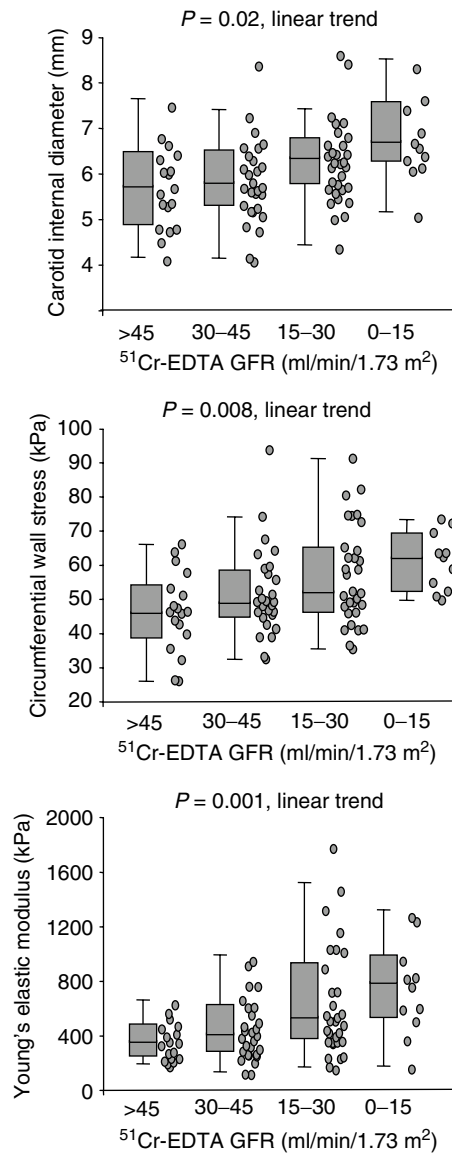 P = 0.02, linear trend
Carotid internal diameter (mm)
9
8
7
6
5
4
>45 30–45 15–30 0–15
⁵¹Cr-EDTA GFR (ml/min/1.73 m²)
P = 0.008, linear trend
Circumferential wall stress (kPa)
100
90
80
70
60
50
40
30
20
>45 30–45 15–30 0–15
⁵¹Cr-EDTA GFR (ml/min/1.73 m²)
P = 0.001, linear trend
Young's elastic modulus (kPa)
2000
1600
1200
800
400
0
>45 30–45 15–30 0–15
⁵¹Cr-EDTA GFR (ml/min/1.73 m²)